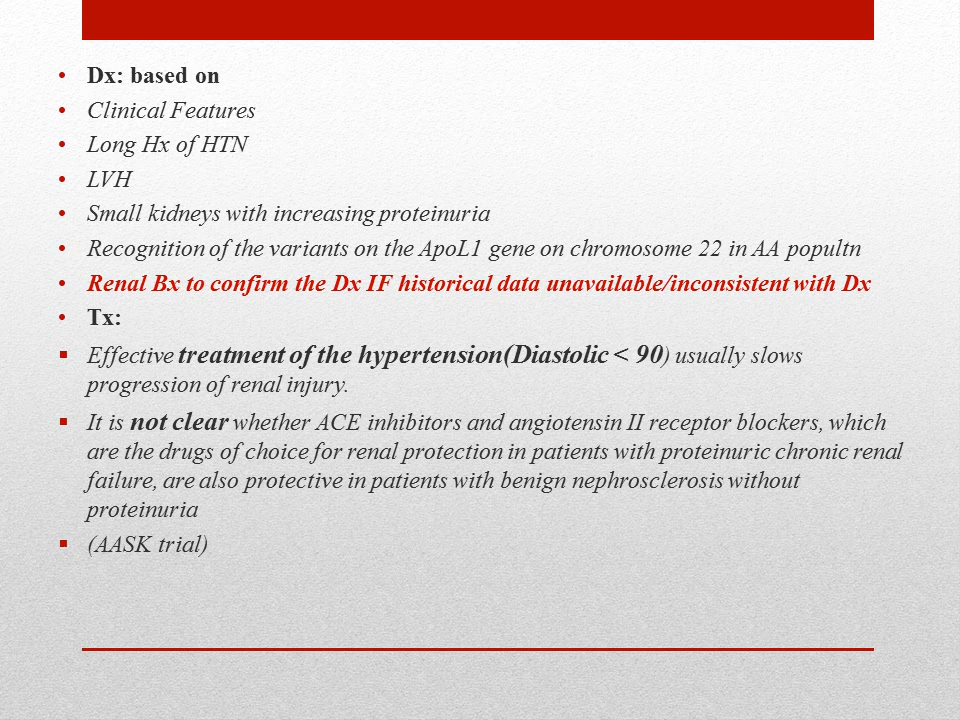 • Dx: based on
• Clinical Features
• Long Hx of HTN
• LVH
• Small kidneys with increasing proteinuria
• Recognition of the variants on the ApoL1 gene on chromosome 22 in AA popultn
• Renal Bx to confirm the Dx IF historical data unavailable/inconsistent with Dx
• Tx:
▪ Effective treatment of the hypertension(Diastolic < 90) usually slows
progression of renal injury.
▪ It is not clear whether ACE inhibitors and angiotensin II receptor blockers, which
are the drugs of choice for renal protection in patients with proteinuric chronic renal
failure, are also protective in patients with benign nephrosclerosis without
proteinuria
▪ (AASK trial)